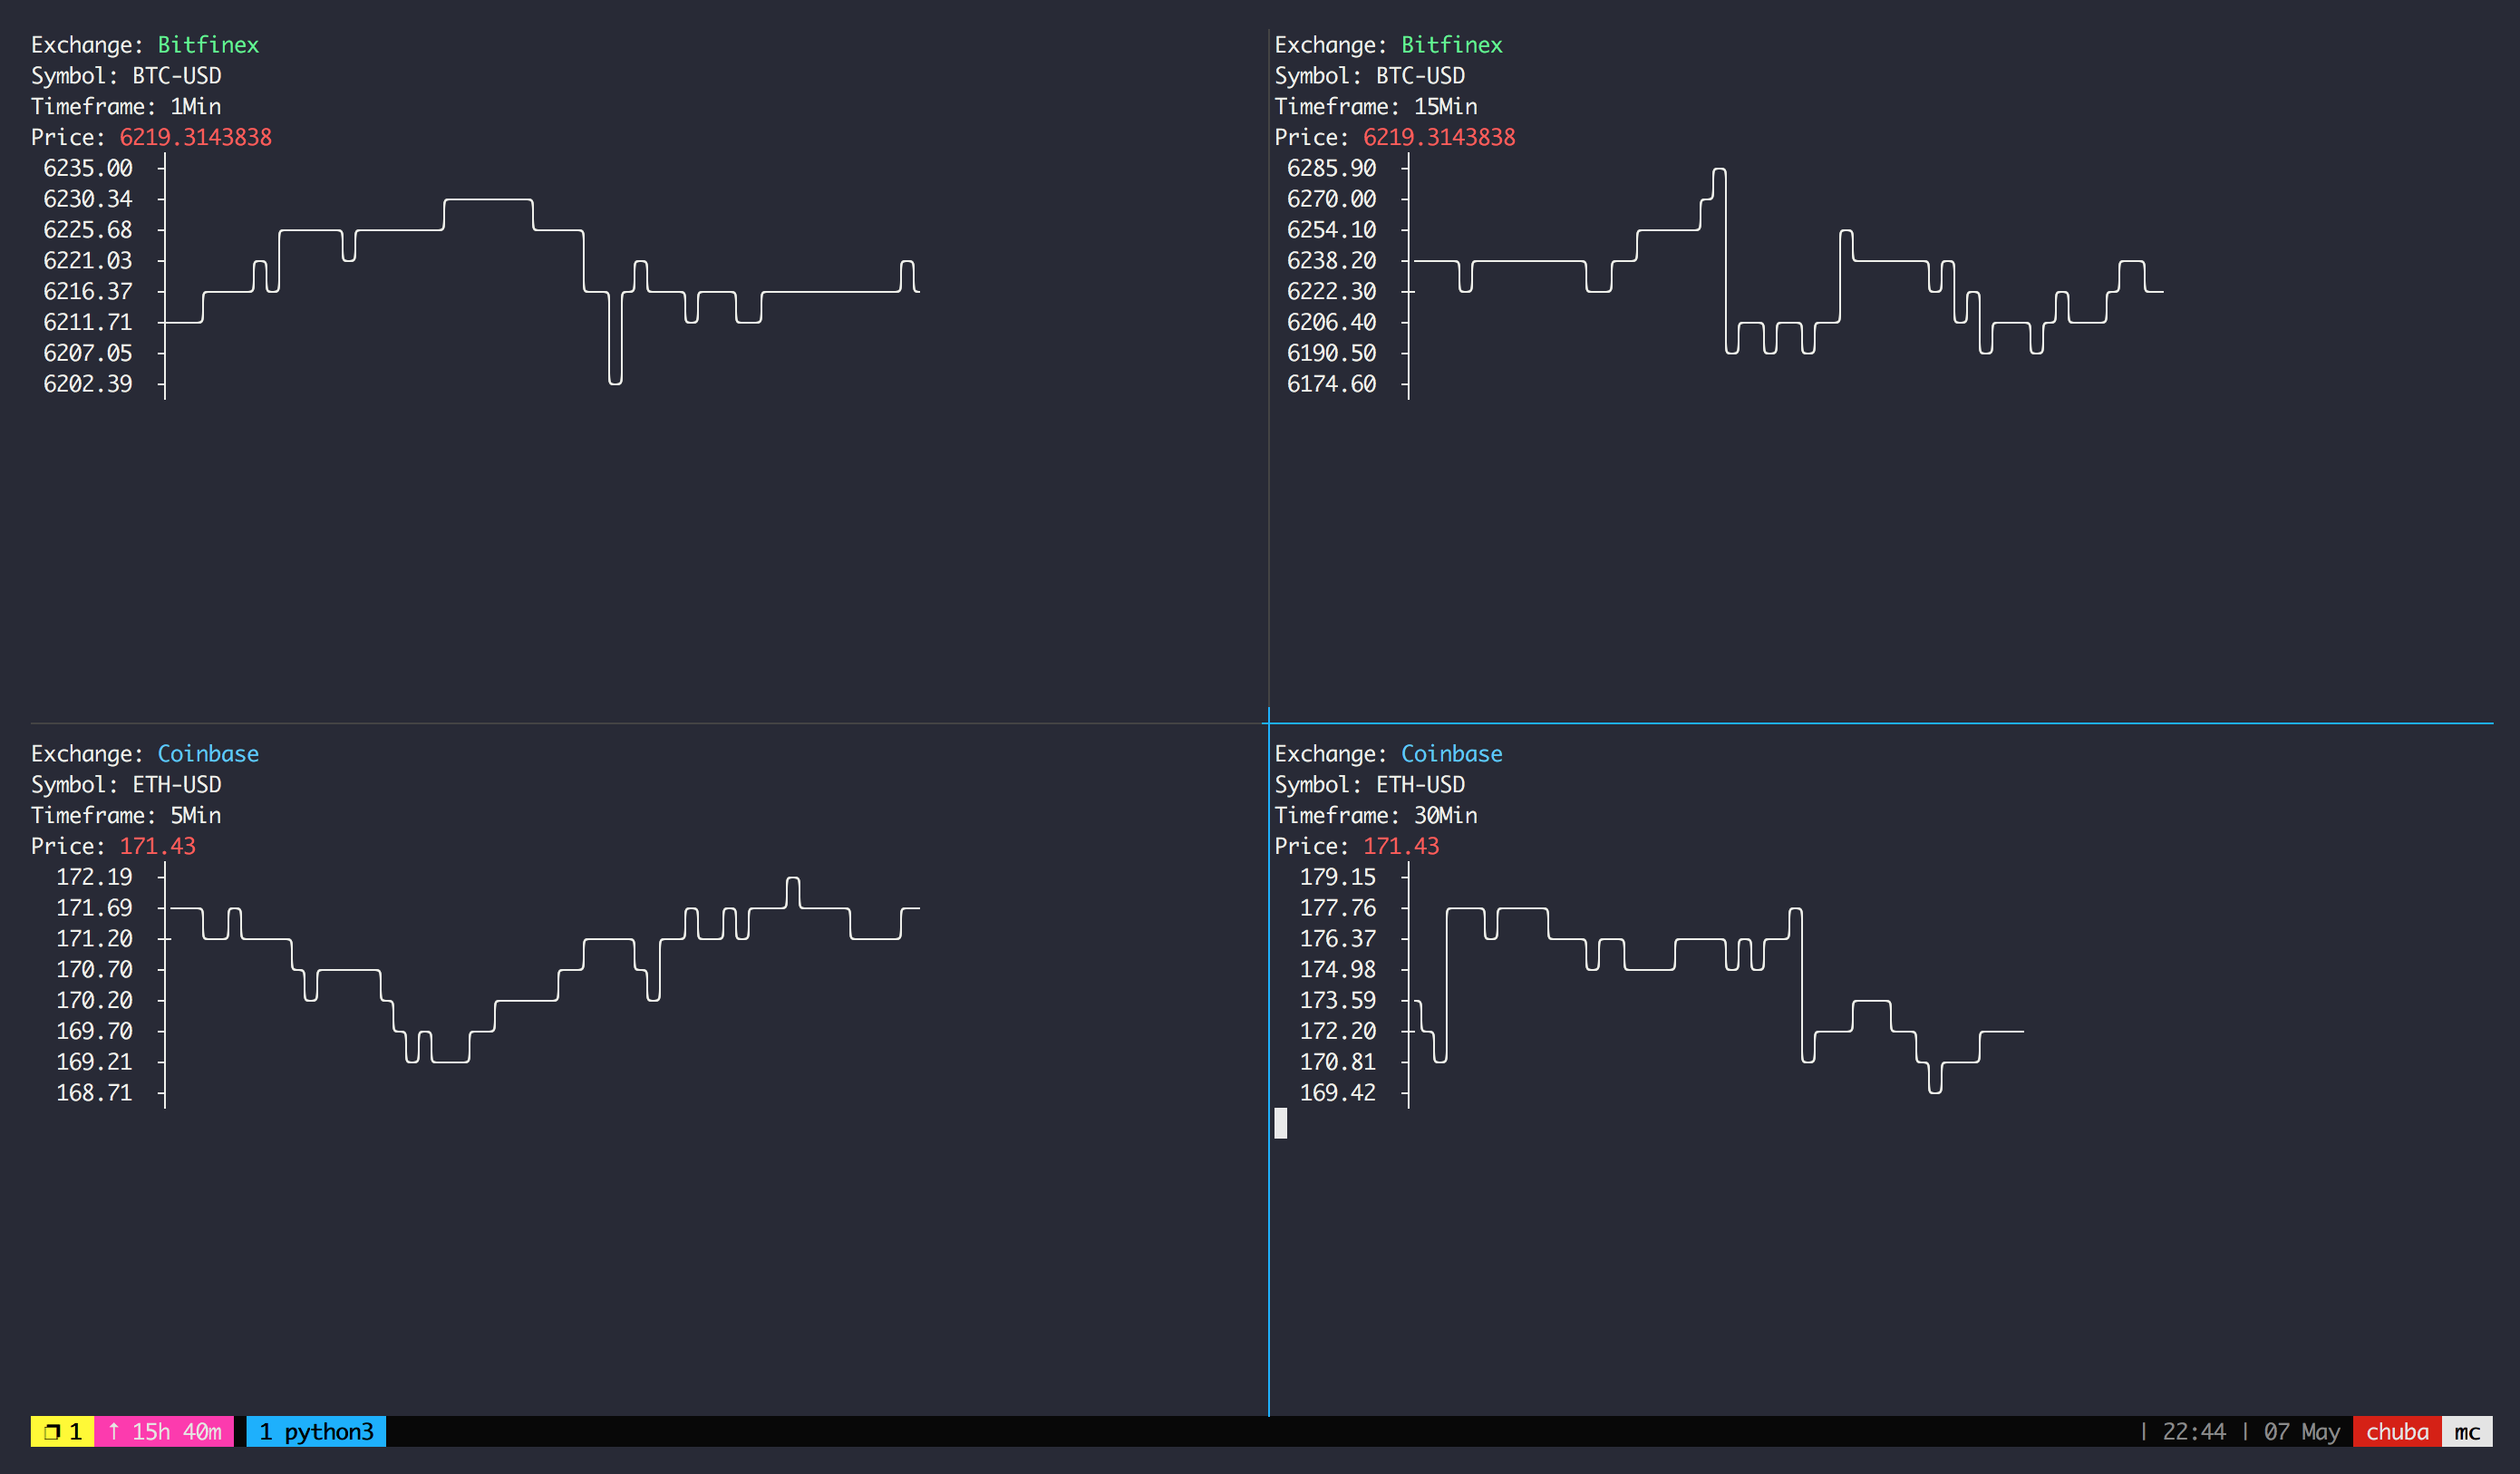 Exchange: Bitfinex
Symbol: BTC-USD
Timeframe: 1Min
Price: 6219.3143838
6235.00
6230.34
6225.68
6221.03
6216.37
6211.71
6207.05
6202.39
Exchange: Bitfinex
Symbol: BTC-USD
Timeframe: 15Min
Price: 6219.3143838
6285.90
6270.00
6254.10
6238.20
6222.30
6206.40
6190.50
6174.60
Exchange: Coinbase
Symbol: ETH-USD
Timeframe: 5Min
Price: 171.43
172.19
171.69
171.20
170.70
170.20
169.70
169.21
168.71
Exchange: Coinbase
Symbol: ETH-USD
Timeframe: 30Min
Price: 171.43
179.15
177.76
176.37
174.98
173.59
172.20
170.81
169.42
❐ 1 ↑ 15h 40m 1 python3 | 22:44 | 07 May chuba mc